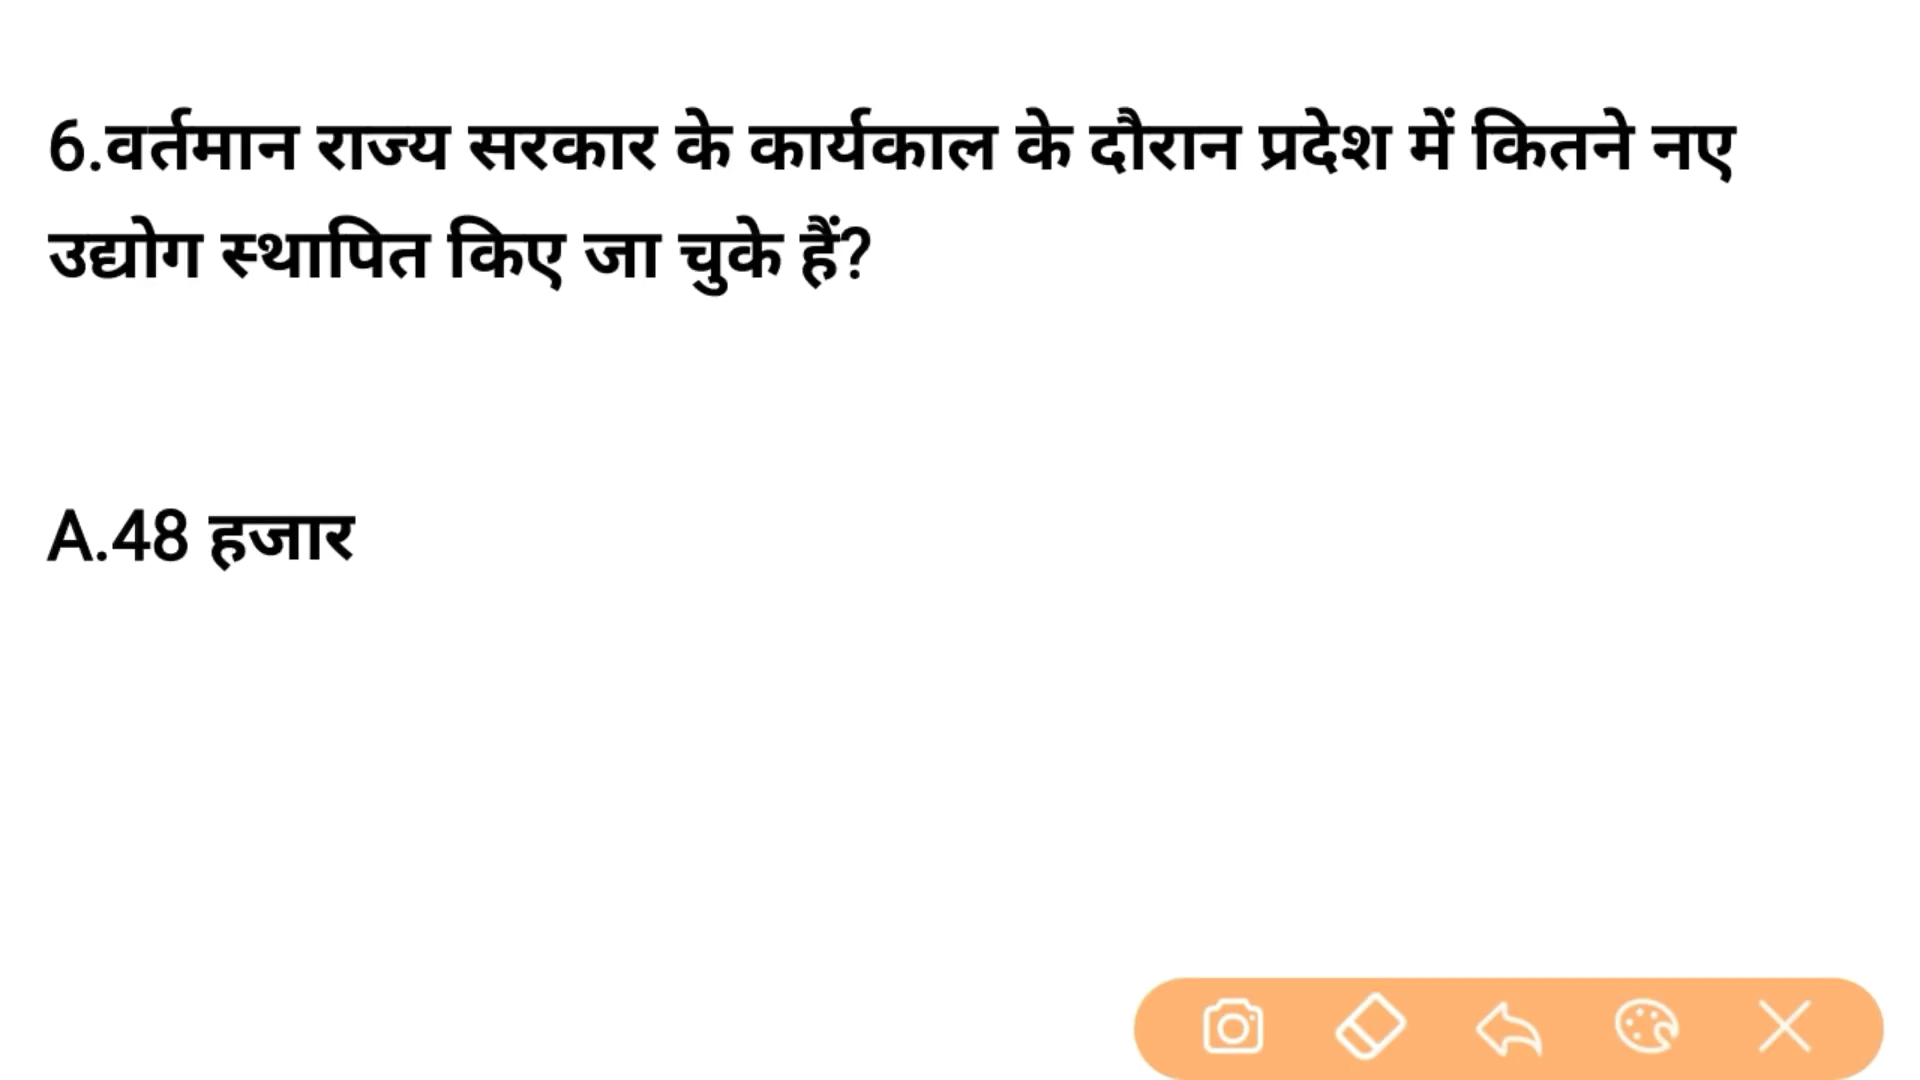 6.वर्तमान राज्य सरकार के कार्यकाल के दौरान प्रदेश में कितने नए
उद्योग स्थापित किए जा चुके हैं?
A.48 हजार